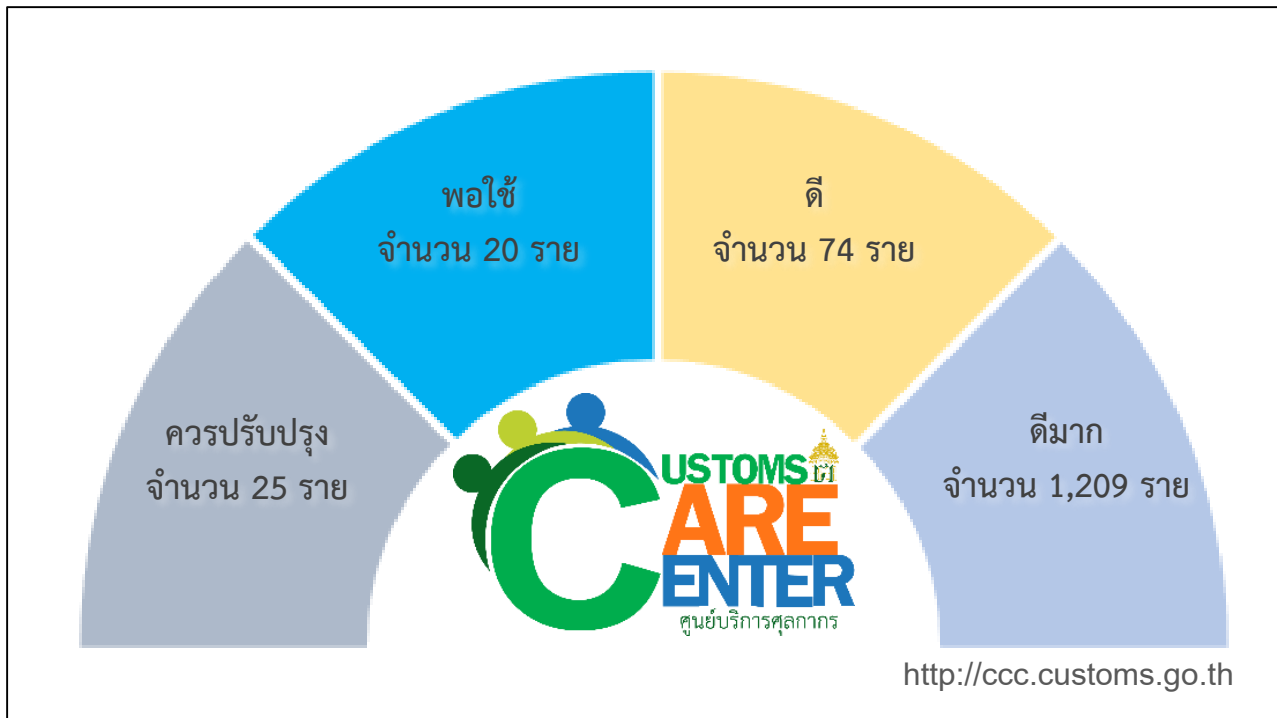 พอใช้
จำนวน 20 ราย
ดี
จำนวน 74 ราย
ควรปรับปรุง
จำนวน 25 ราย
ดีมาก
จำนวน 1,209 ราย
CUSTOMS
CARE
CENTER
ศูนย์บริการศุลกากร
http://ccc.customs.go.th